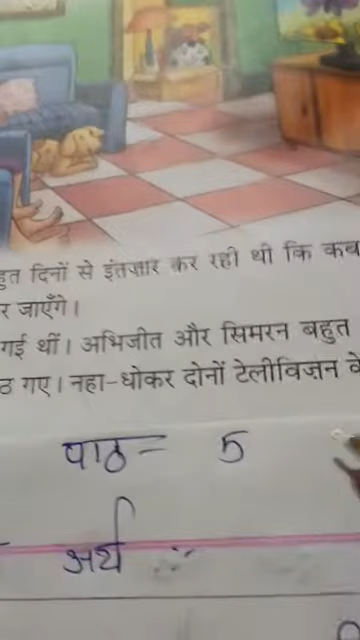 दिनों से इंतज़ार कर रही थी कि कब
जाएँगे।
गई थीं। अभिजीत और सिमरन बहुत
गए। नहा-धोकर दोनों टेलीविज़न के
पाठ = 5
अर्थ :-